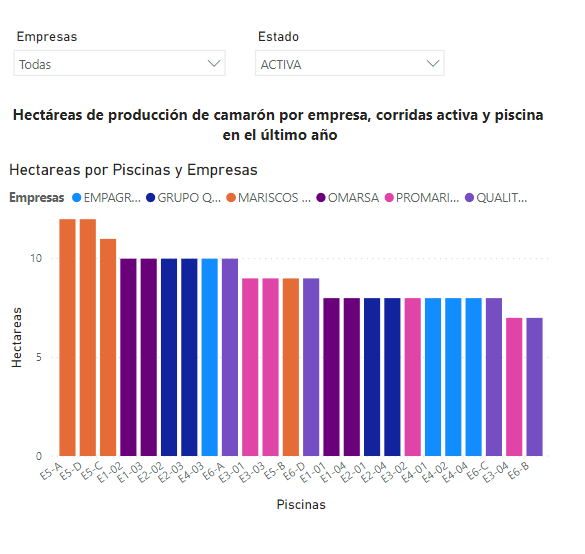 Empresas
Estado
Todas
ACTIVA
Hectáreas de producción de camarón por empresa, corridas activa y piscina
en el último año
Hectareas por Piscinas y Empresas
Empresas EMPAGR... GRUPO Q... MARISCOS ... OMARSA PROMARI... QUALIT...
10
5
0
Hectareas
E5-A E5-D E5-C E1-02 E1-03 E2-02 E2-03 E4-03 E6-A E3-01 E3-03 E5-B E6-D E1-01 E1-04 E2-01 E2-04 E3-02 E4-01 E4-02 E4-04 E6-C E3-04 E6-B
Piscinas